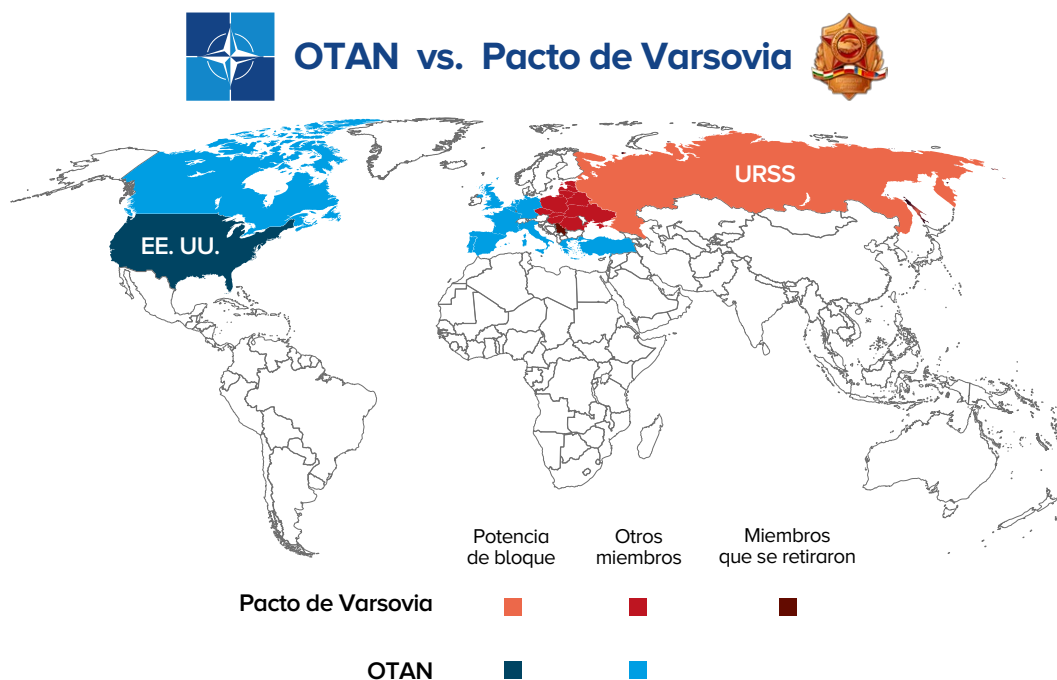 OTAN vs. Pacto de Varsovia
URSS
EE. UU.
Potencia
de bloque
Otros
miembros
Miembros
que se retiraron
Pacto de Varsovia
OTAN